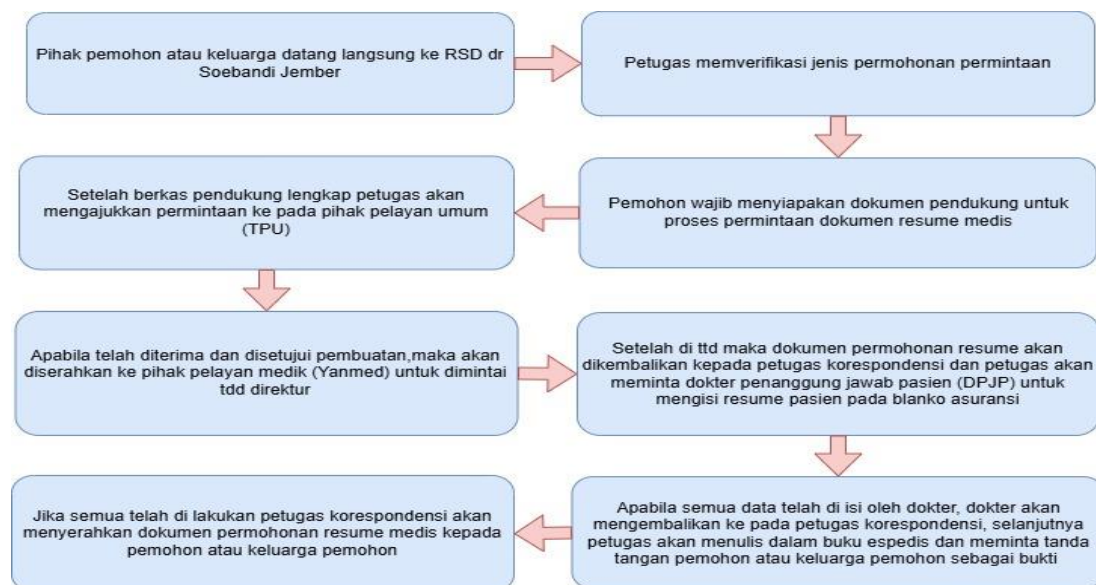 Pihak pemohon atau keluarga datang langsung ke RSD dr
Soebandi Jember
Petugas memverifikasi jenis permohonan permintaan
Pemohon wajib menyiapakan dokumen pendukung untuk
proses permintaan dokumen resume medis
Setelah berkas pendukung lengkap petugas akan
mengajukkan permintaan ke pada pihak pelayan umum
(TPU)
Apabila telah diterima dan disetujui pembuatan,maka akan
diserahkan ke pihak pelayan medik (Yanmed) untuk dimintai
tdd direktur
Setelah di ttd maka dokumen permohonan resume akan
dikembalikan kepada petugas korespondensi dan petugas akan
meminta dokter penanggung jawab pasien (DPJP) untuk
mengisi resume pasien pada blanko asuransi
Apabila semua data telah di isi oleh dokter, dokter akan
mengembalikan ke pada petugas korespondensi, selanjutnya
petugas akan menulis dalam buku espedis dan meminta tanda
tangan pemohon atau keluarga pemohon sebagai bukti
Jika semua telah di lakukan petugas korespondensi akan
menyerahkan dokumen permohonan resume medis kepada
pemohon atau keluarga pemohon